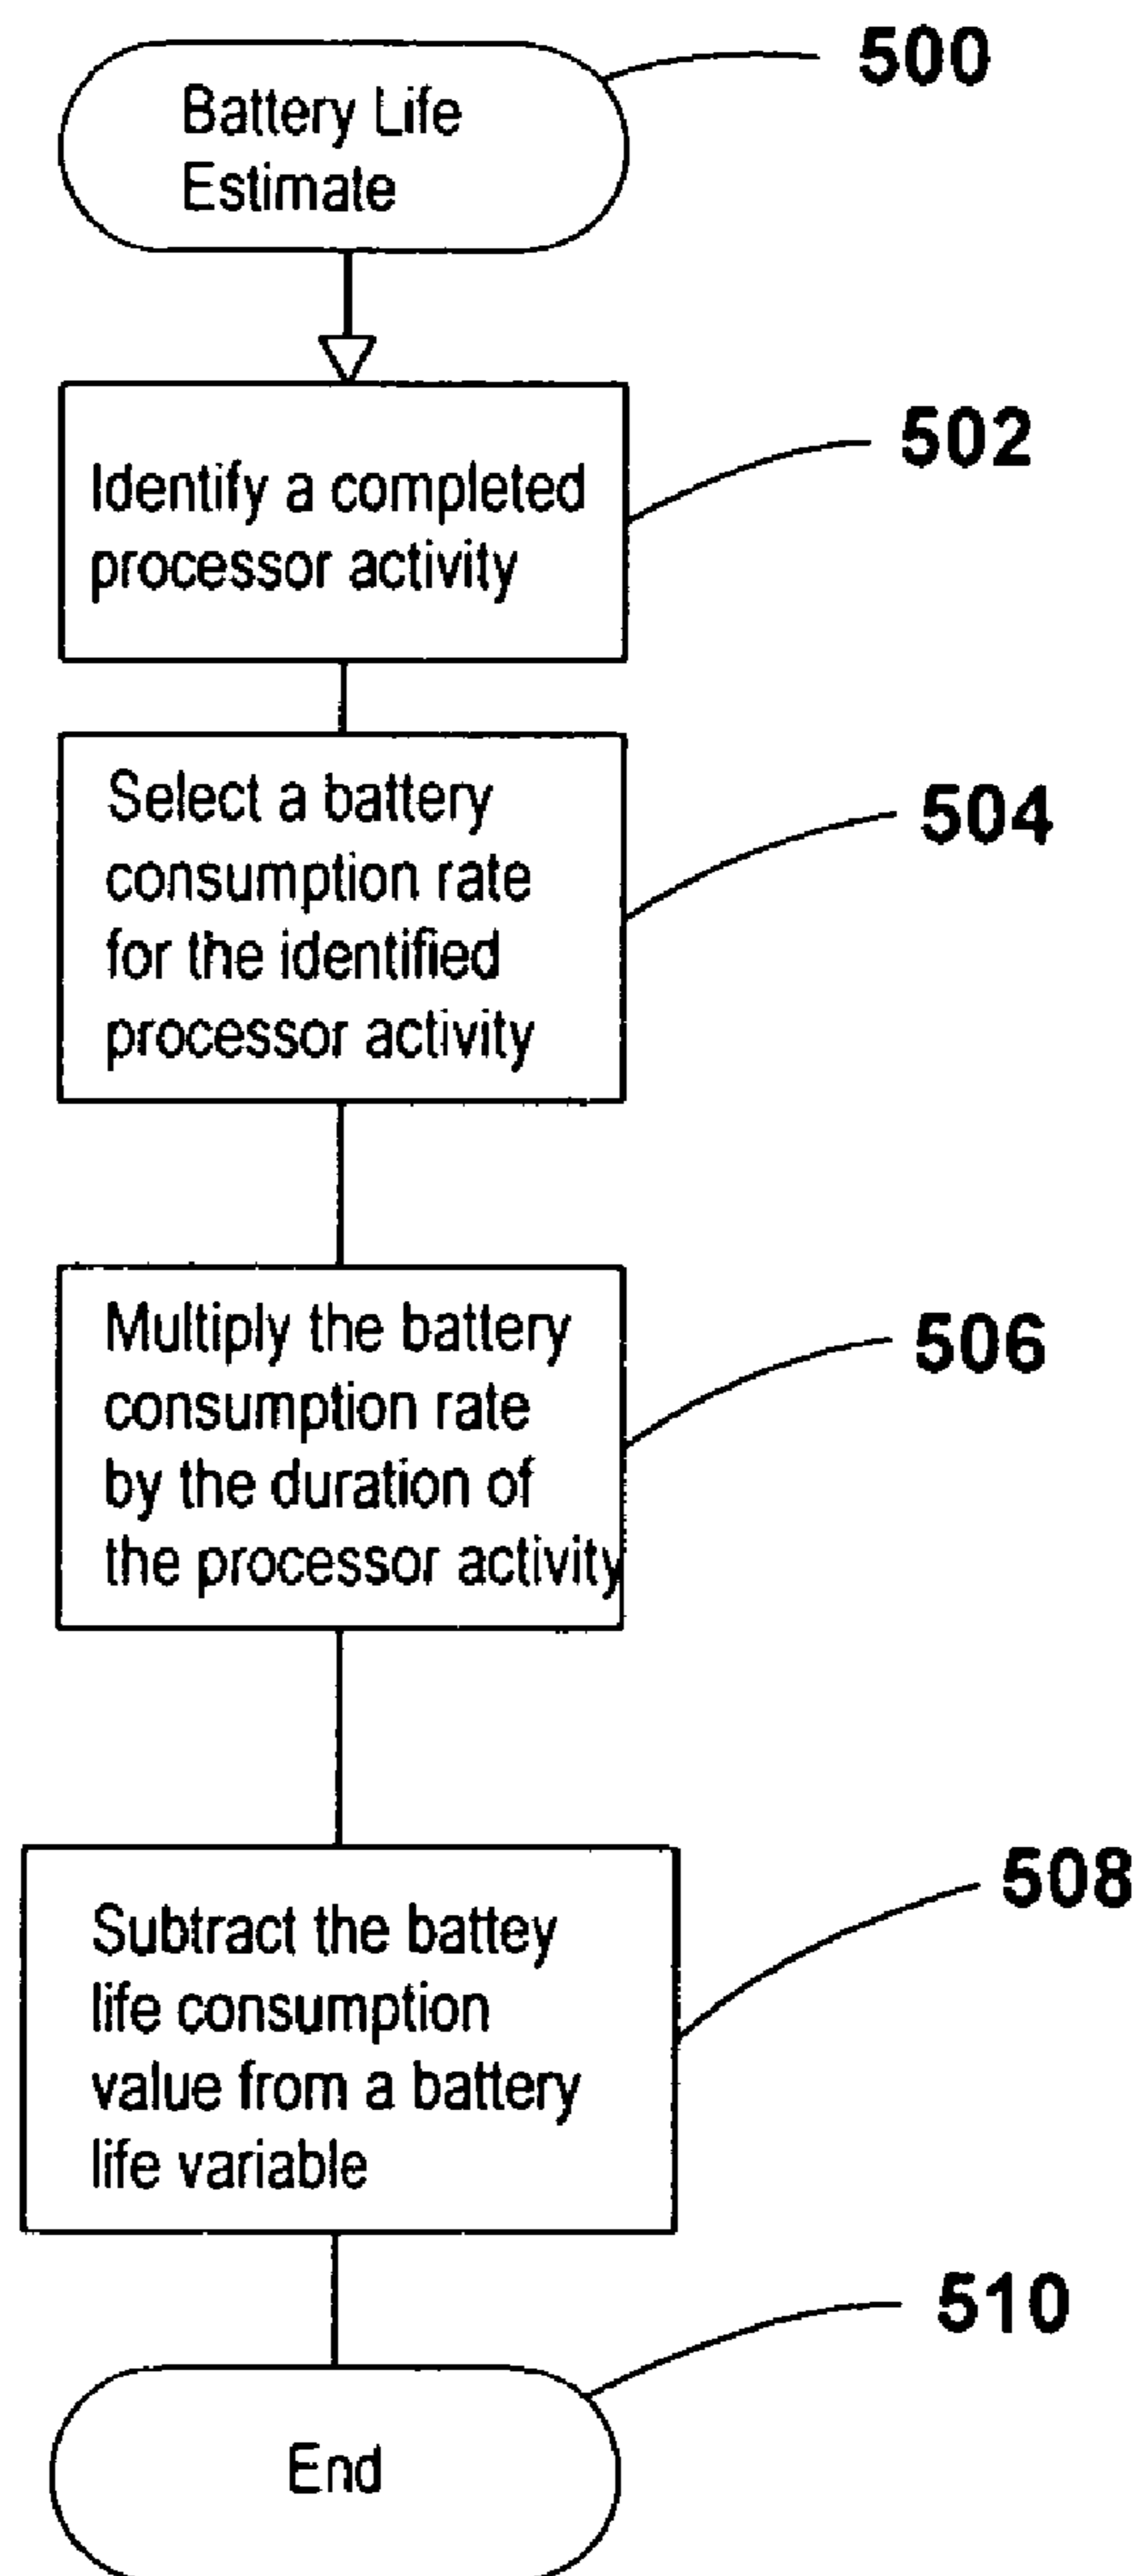 500
Battery Life
Estimate
502
Identify a completed
processor activity
504
Select a battery
consumption rate
for the identified
processor activity
506
Multiply the battery
consumption rate
by the duration of
the processor activity
508
Subtract the battey
life consumption
value from a battery
life variable
510
End